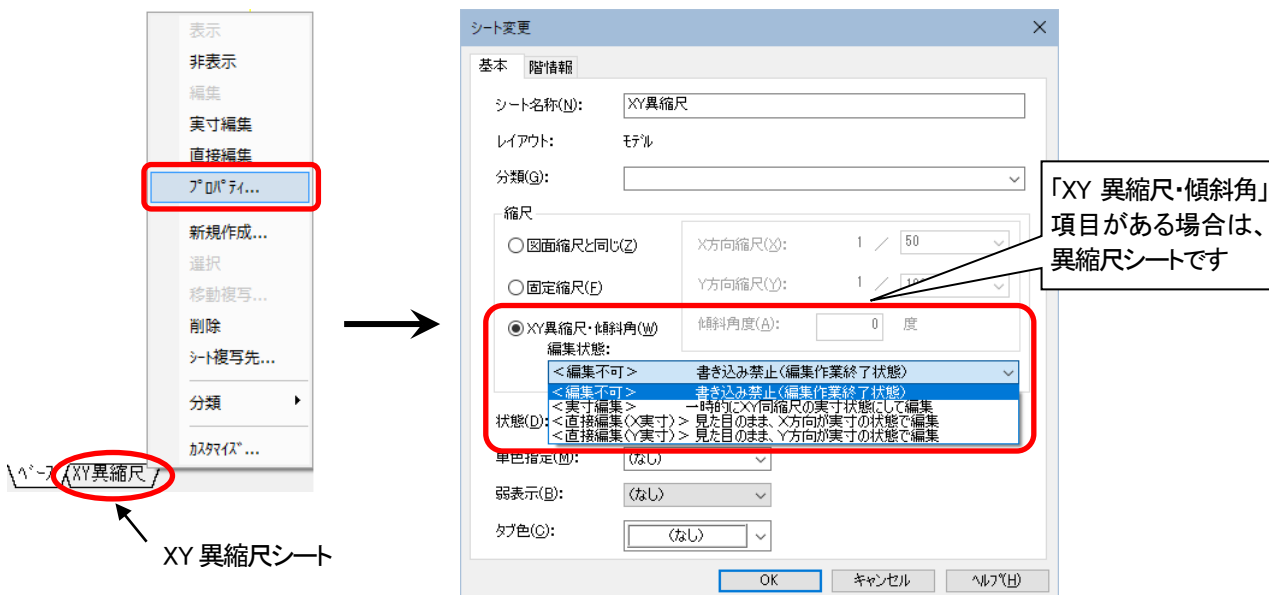 表示
非表示
編集
実寸編集
直接編集
ﾌﾟﾛﾊﾟﾃｨ...
新規作成...
選択
移動複写...
削除
ｼｰﾄ複写先...
分類
ｶｽﾀﾏｲｽﾞ...
ﾍﾞｰｽ
XY異縮尺
XY 異縮尺シート
シート変更
基本
階情報
シート名称(N):
XY異縮尺
レイアウト:
ﾓﾃﾞﾙ
分類(G):
縮尺
図面縮尺と同じ(Z)
X方向縮尺(X):
1 ／ 50
固定縮尺(F)
Y方向縮尺(Y):
1 ／
XY異縮尺・傾斜角(W)
傾斜角度(A):
0 度
編集状態:
＜編集不可＞ 書き込み禁止(編集作業終了状態)
＜編集不可＞ 書き込み禁止(編集作業終了状態)
＜実寸編集＞ 一時的にXY同縮尺の実寸状態にして編集
状態(D):
＜直接編集(X実寸)＞ 見た目のまま、X方向が実寸の状態で編集
＜直接編集(Y実寸)＞ 見た目のまま、Y方向が実寸の状態で編集
単色指定(M):
(なし)
弱表示(B):
(なし)
タブ色(C):
(なし)
OK
キャンセル
ﾍﾙﾌﾟ(H)
「XY 異縮尺・傾斜角」
項目がある場合は、
異縮尺シートです